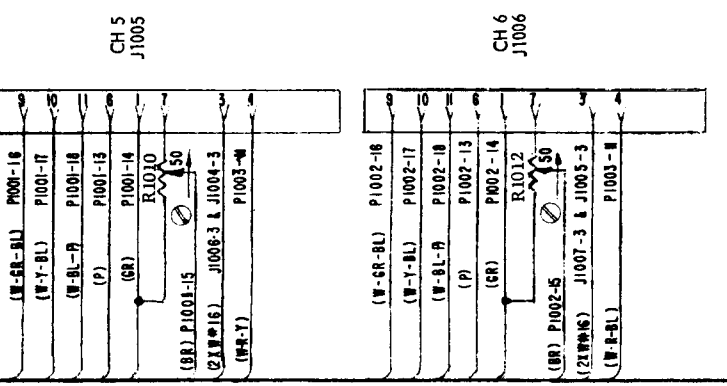 CH 5
J1005
CH 6
J1006
9 10 11 6 1 7 3 4
9 10 11 6 1 7 3 4
(W-GR-BL) P1001-16
(W-Y-BL) P1001-17
(W-BL-P) P1001-18
(P) P1001-13
(GR) P1001-14
R1010
50
(BR) P1001-15
(2XW#16) J1006-3 & J1004-3
(W-R-Y) P1003-M
(W-GR-BL) P1002-16
(W-Y-BL) P1002-17
(W-BL-P) P1002-18
(P) P1002-13
(GR) P1002-14
R1012
50
(BR) P1002-15
(2XW#16) J1007-3 & J1005-3
(W-R-BL) P1003-N